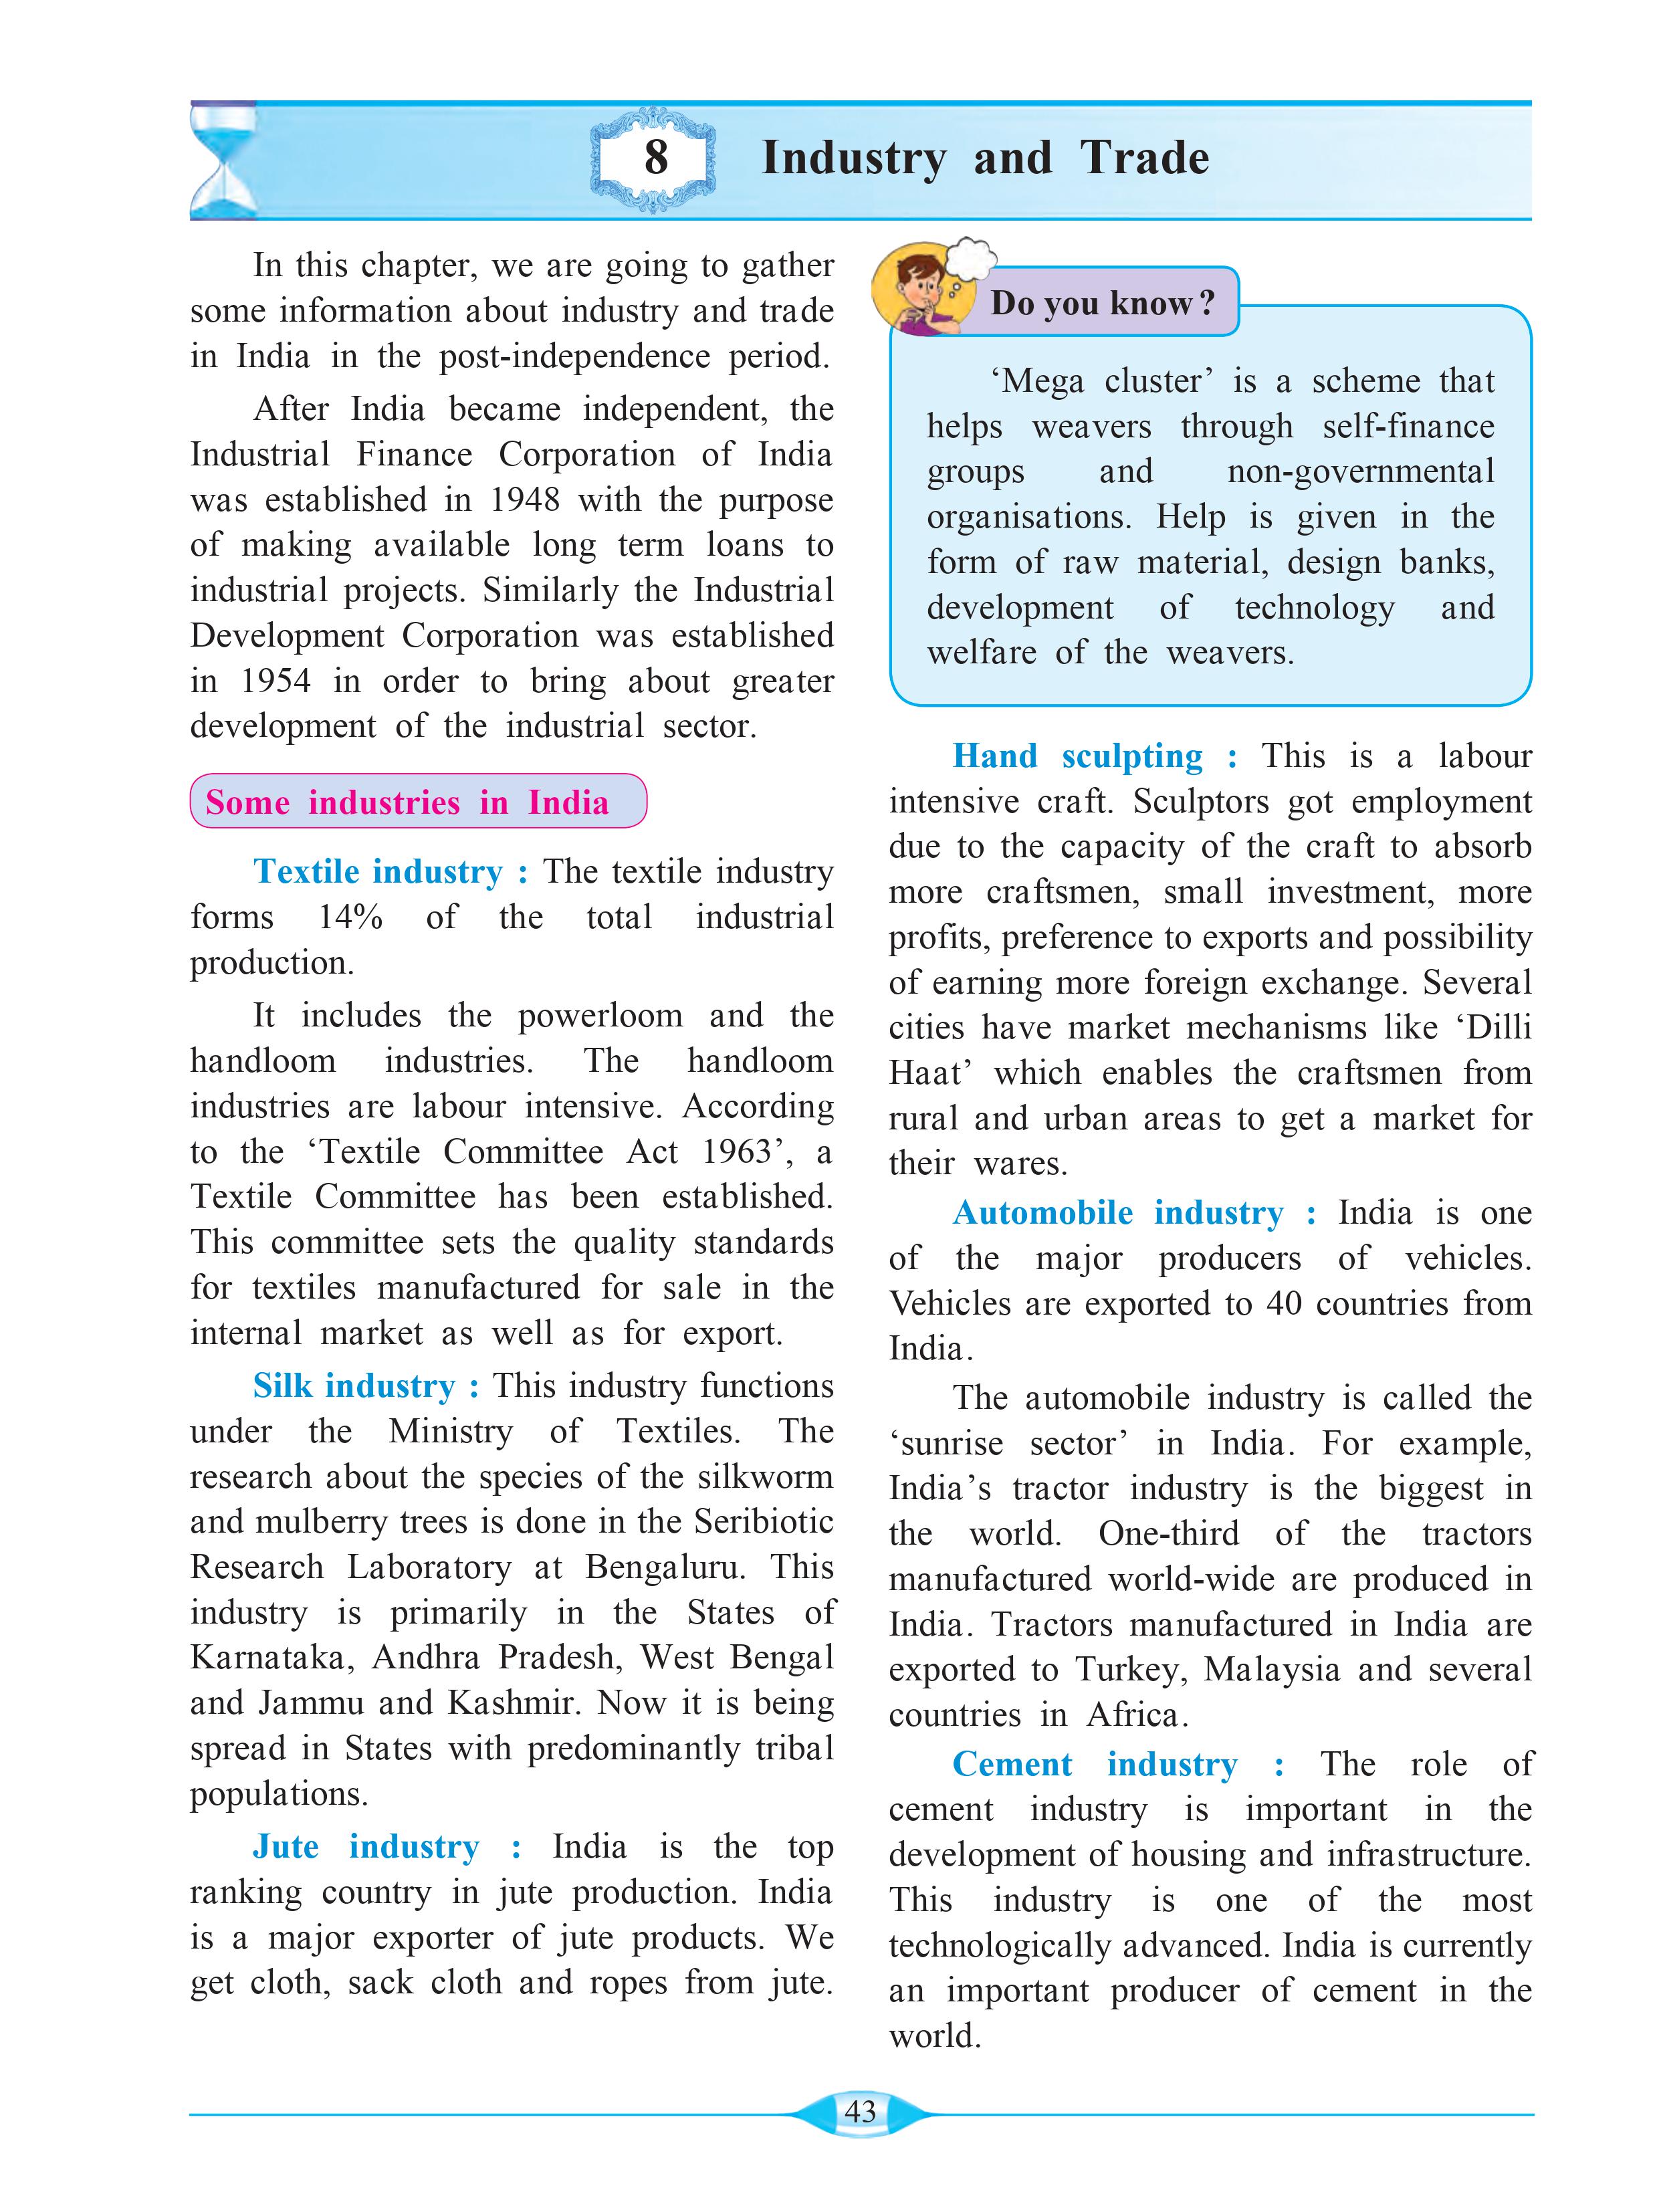 8 Industry and Trade
In this chapter, we are going to gather
some information about industry and trade
in India in the post-independence period.
After India became independent, the
Industrial Finance Corporation of India
was established in 1948 with the purpose
of making available long term loans to
industrial projects. Similarly the Industrial
Development Corporation was established
in 1954 in order to bring about greater
development of the industrial sector.
Some industries in India
Textile industry : The textile industry
forms 14% of the total industrial
production.
It includes the powerloom and the
handloom industries. The handloom
industries are labour intensive. According
to the ‘Textile Committee Act 1963’, a
Textile Committee has been established.
This committee sets the quality standards
for textiles manufactured for sale in the
internal market as well as for export.
Silk industry : This industry functions
under the Ministry of Textiles. The
research about the species of the silkworm
and mulberry trees is done in the Seribiotic
Research Laboratory at Bengaluru. This
industry is primarily in the States of
Karnataka, Andhra Pradesh, West Bengal
and Jammu and Kashmir. Now it is being
spread in States with predominantly tribal
populations.
Jute industry : India is the top
ranking country in jute production. India
is a major exporter of jute products. We
get cloth, sack cloth and ropes from jute.
Do you know ?
‘Mega cluster’ is a scheme that
helps weavers through self-finance
groups and non-governmental
organisations. Help is given in the
form of raw material, design banks,
development of technology and
welfare of the weavers.
Hand sculpting : This is a labour
intensive craft. Sculptors got employment
due to the capacity of the craft to absorb
more craftsmen, small investment, more
profits, preference to exports and possibility
of earning more foreign exchange. Several
cities have market mechanisms like ‘Dilli
Haat’ which enables the craftsmen from
rural and urban areas to get a market for
their wares.
Automobile industry : India is one
of the major producers of vehicles.
Vehicles are exported to 40 countries from
India.
The automobile industry is called the
‘sunrise sector’ in India. For example,
India’s tractor industry is the biggest in
the world. One-third of the tractors
manufactured world-wide are produced in
India. Tractors manufactured in India are
exported to Turkey, Malaysia and several
countries in Africa.
Cement industry : The role of
cement industry is important in the
development of housing and infrastructure.
This industry is one of the most
technologically advanced. India is currently
an important producer of cement in the
world.
43